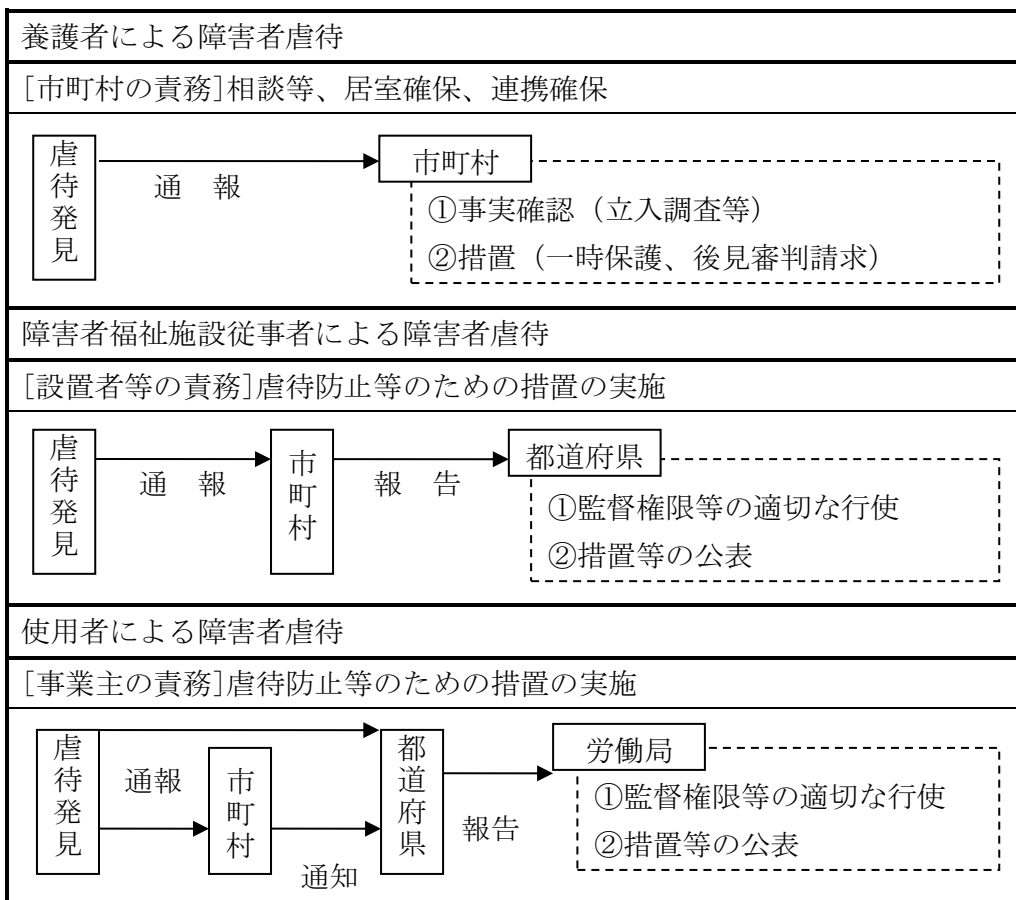 養護者による障害者虐待
[市町村の責務]相談等、居室確保、連携確保
虐待発見
通 報
市町村
①事実確認（立入調査等）
②措置（一時保護、後見審判請求）
障害者福祉施設従事者による障害者虐待
[設置者等の責務]虐待防止等のための措置の実施
虐待発見
通 報
市町村
報 告
都道府県
①監督権限等の適切な行使
②措置等の公表
使用者による障害者虐待
[事業主の責務]虐待防止等のための措置の実施
虐待発見
通報
市町村
通知
都道府県
報告
労働局
①監督権限等の適切な行使
②措置等の公表